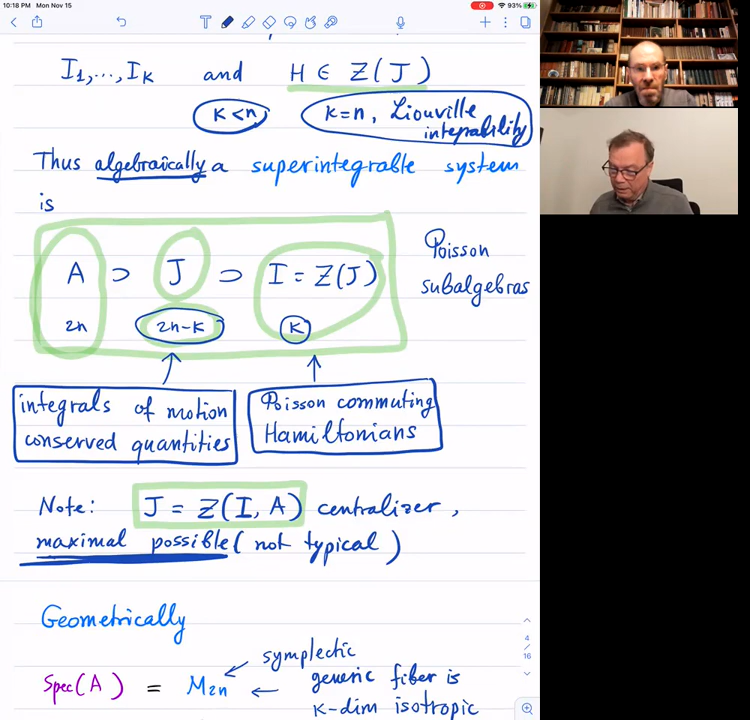 10:18 PM Mon Nov 15
93%
I₁,...,Iₖ and H ∈ Z(J)
K<n
K=n, Liouville
integrability
Thus algebraically a superintegrable system
is
A ⊃ J ⊃ I = Z(J)
2n 2n-k k
Poisson
subalgebras
integrals of motion
conserved quantities
Poisson commuting
Hamiltonians
Note: J = Z(I, A) centralizer,
maximal possible (not typical)
Geometrically
symplectic
Spec(A) = M₂ₙ
generic fiber is
k-dim isotropic
4
/
16